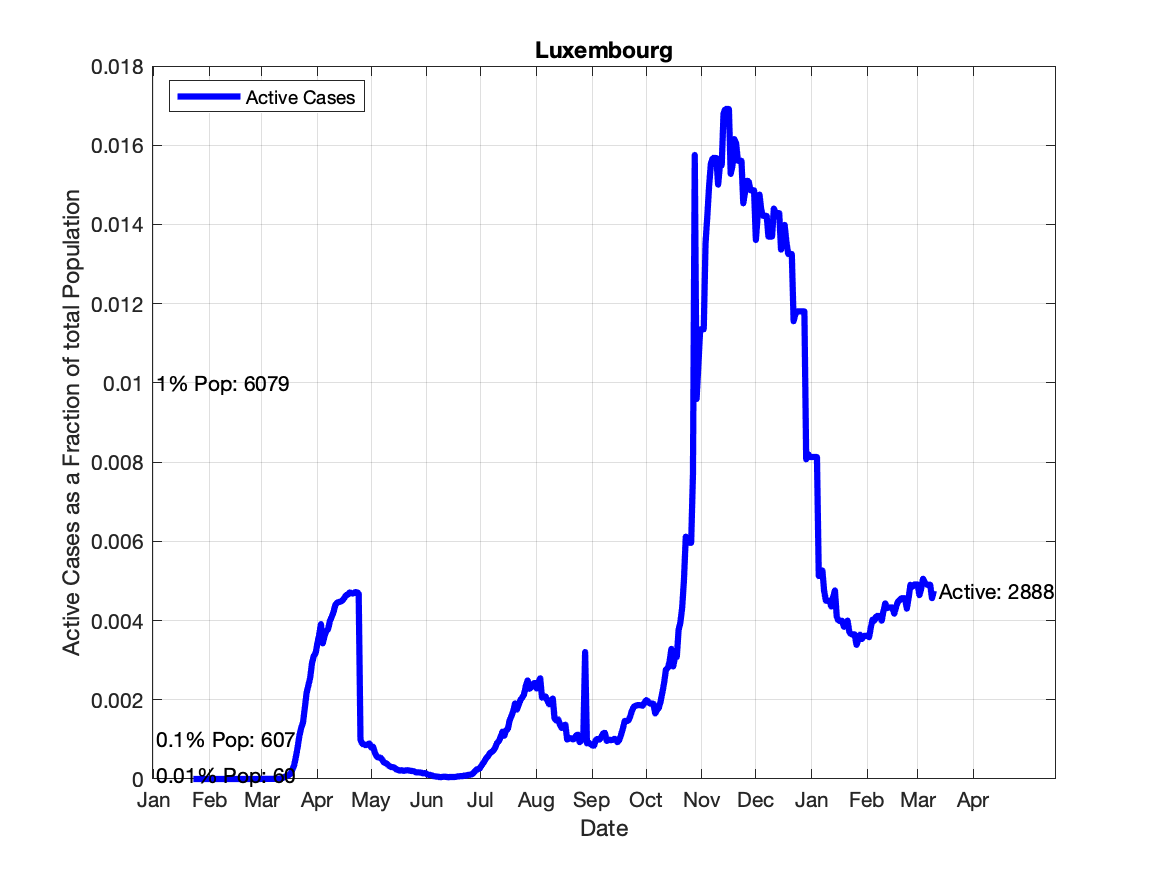 Luxembourg
Active Cases
Active Cases as a Fraction of total Population
0.018
0.016
0.014
0.012
0.01
0.008
0.006
0.004
0.002
0
1% Pop: 6079
0.1% Pop: 607
0.01% Pop: 60
Active: 2888
Jan Feb Mar Apr May Jun Jul Aug Sep Oct Nov Dec Jan Feb Mar Apr
Date